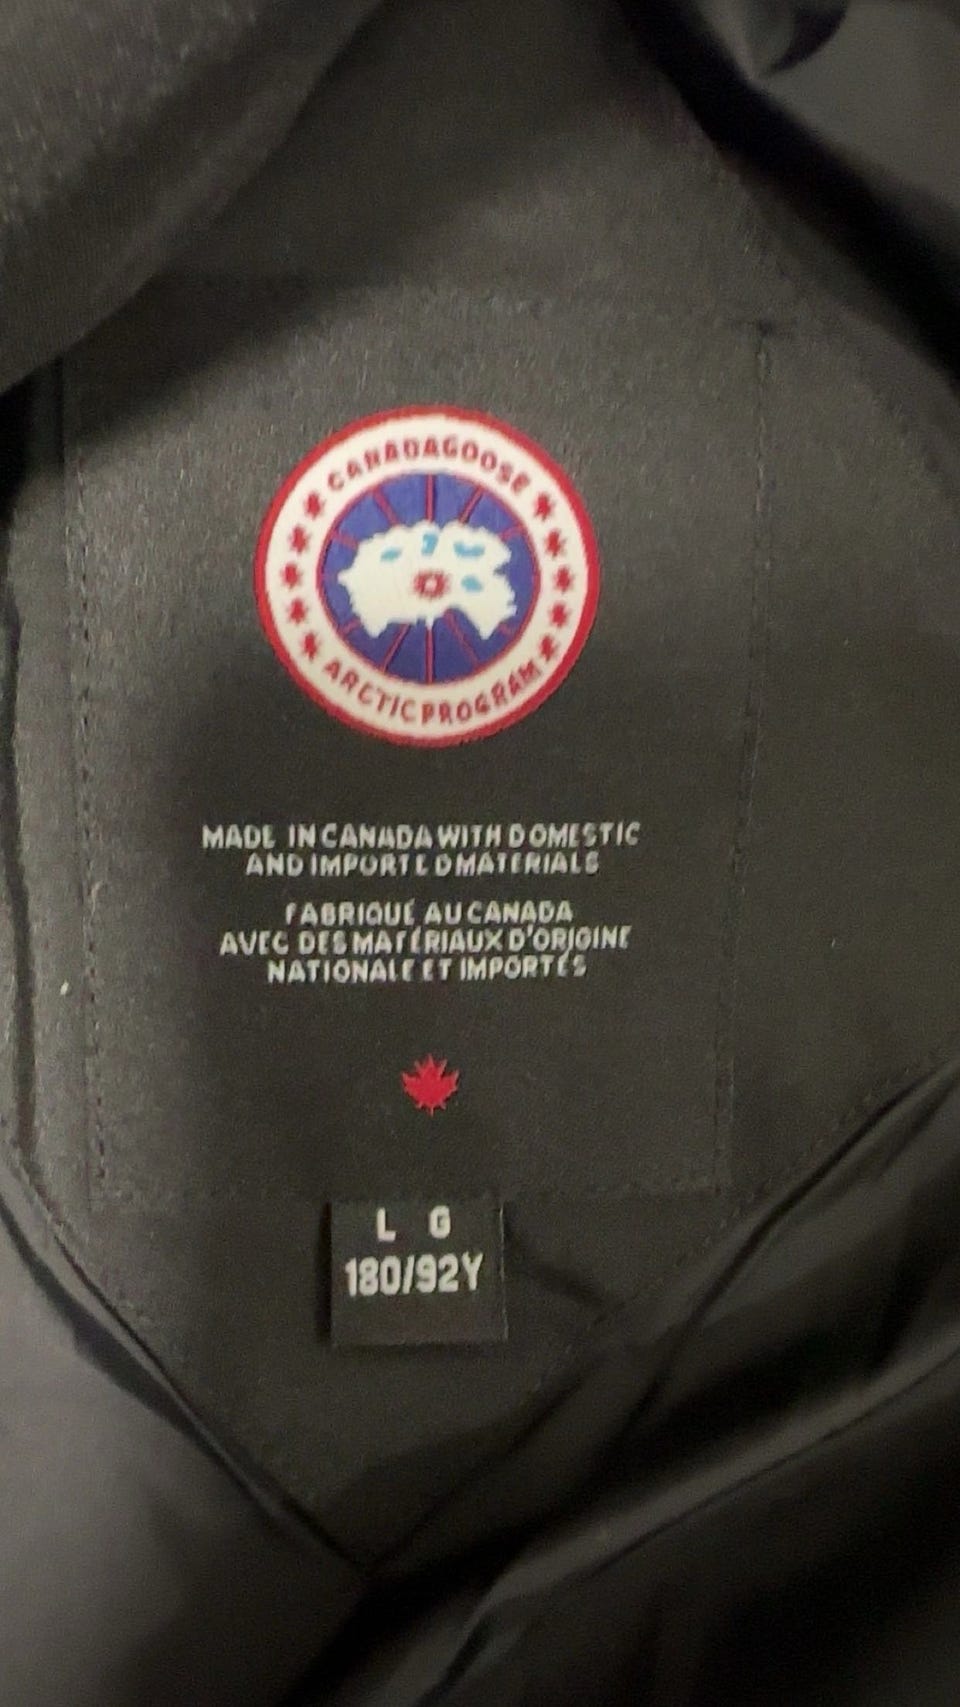 CANADA GOOSE
ARCTIC PROGRAM
MADE IN CANADA WITH DOMESTIC
AND IMPORTED MATERIALS
FABRIQUÉ AU CANADA
AVEC DES MATÉRIAUX D'ORIGINE
NATIONALE ET IMPORTÉS
L G
180/92Y